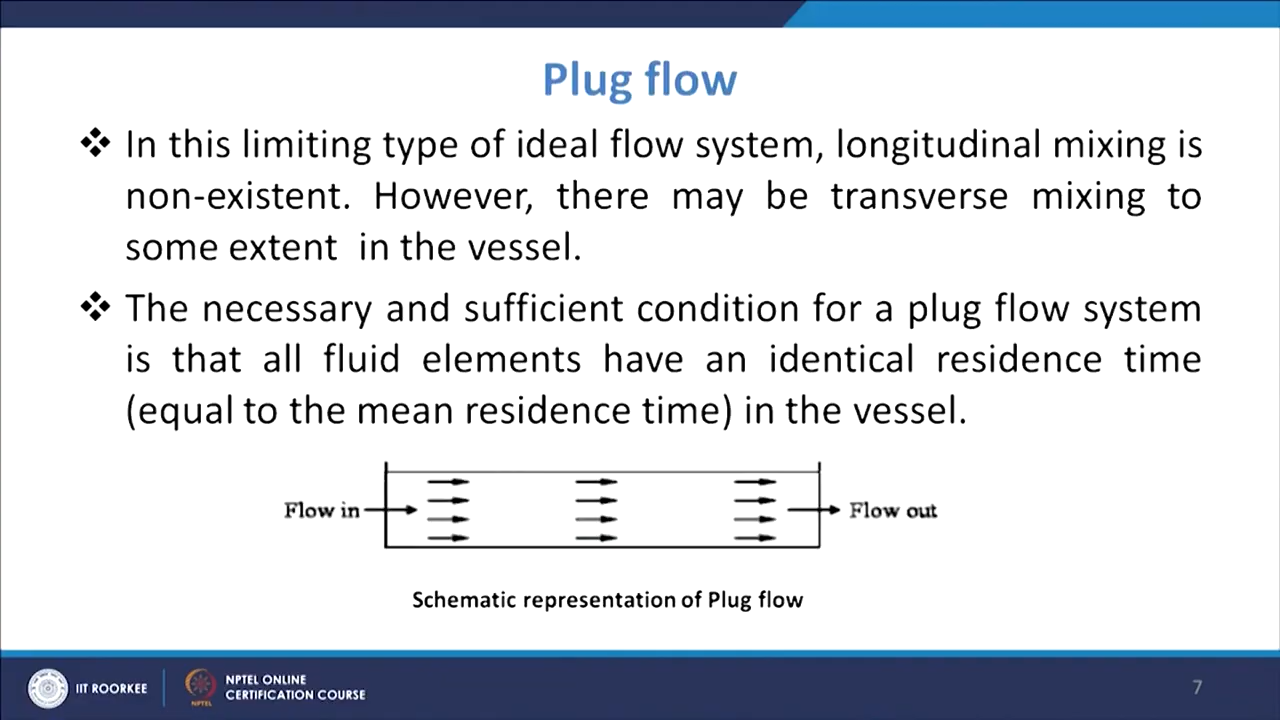 Plug flow
❖ In this limiting type of ideal flow system, longitudinal mixing is
non-existent. However, there may be transverse mixing to
some extent in the vessel.
❖ The necessary and sufficient condition for a plug flow system
is that all fluid elements have an identical residence time
(equal to the mean residence time) in the vessel.
Flow in
Flow out
Schematic representation of Plug flow
IIT ROORKEE
NPTEL
NPTEL ONLINE
CERTIFICATION COURSE
7